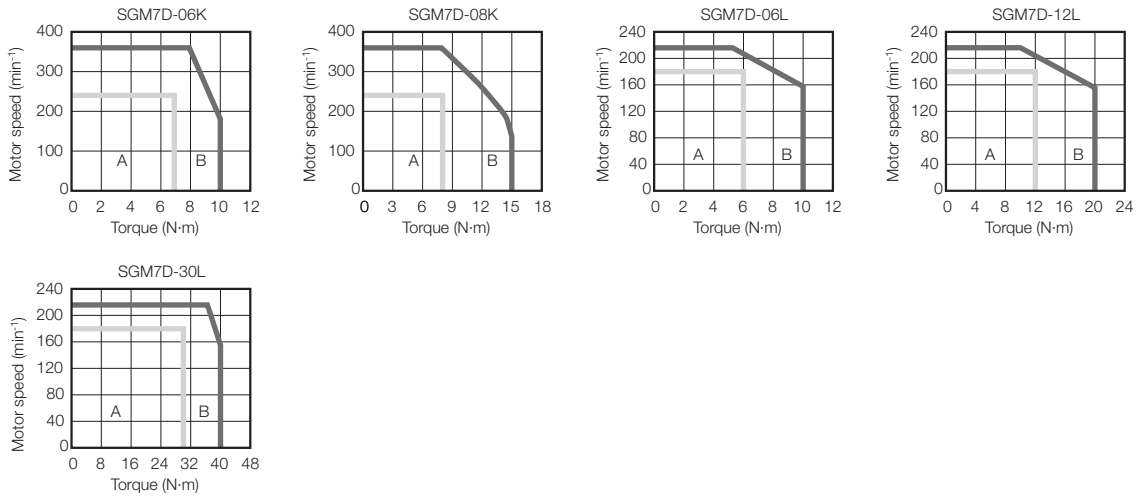 SGM7D-06K
Motor speed (min-1)
400
300
200
100
0
A
B
0 2 4 6 8 10 12
Torque (N·m)
SGM7D-08K
Motor speed (min-1)
400
300
200
100
0
A
B
0 3 6 9 12 15 18
Torque (N·m)
SGM7D-06L
Motor speed (min-1)
240
200
160
120
80
40
0
A
B
0 2 4 6 8 10 12
Torque (N·m)
SGM7D-12L
Motor speed (min-1)
240
200
160
120
80
40
0
A
B
0 4 8 12 16 20 24
Torque (N·m)
SGM7D-30L
Motor speed (min-1)
240
200
160
120
80
40
0
A
B
0 8 16 24 32 40 48
Torque (N·m)